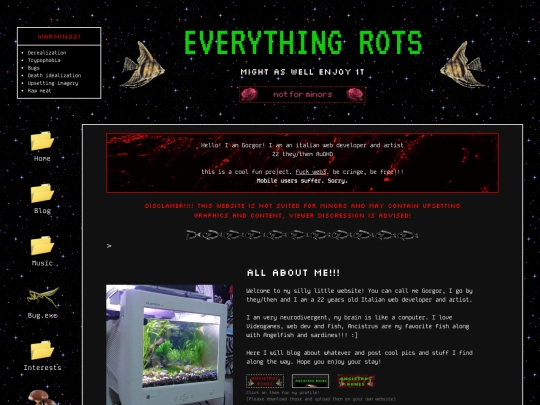 EVERYTHING ROTS
MIGHT AS WELL ENJOY IT
not for minors
WARNINGS!
Derealization
Trypophobia
Bugs
Death idealization
Upsetting imagery
Raw meat
Home
Blog
Music
Bug.exe
Interests
Hello! I am Gorgor! I am an italian web developer and artist
22 they/them AuDHD
this is a cool fun project. fuck web3, be cringe, be free!!!
Mobile users suffer. Sorry.
DISCLAMER!!!! THIS WEBSITE IS NOT SUITED FOR MINORS AND MAY CONTAIN UPSETTING
GRAPHICS AND CONTENT, VIEWER DISCRESSION IS ADVISED!
>
ALL ABOUT ME!!!
Welcome to my silly little website! You can call me Gorgor, I go by
they/them and I am a 22 years old Italian web developer and artist.
I am very neurodivergent, my brain is like a computer. I love
Videogames, web dev and fish, Ancistrus are my favorite fish along
with Angelfish and sardines!!! :]
Here I will blog about whatever and post cool pics and stuff I find
along the way. Hope you enjoy your stay!
Click on them for my profile!
(Please download those and upload them on your own website)